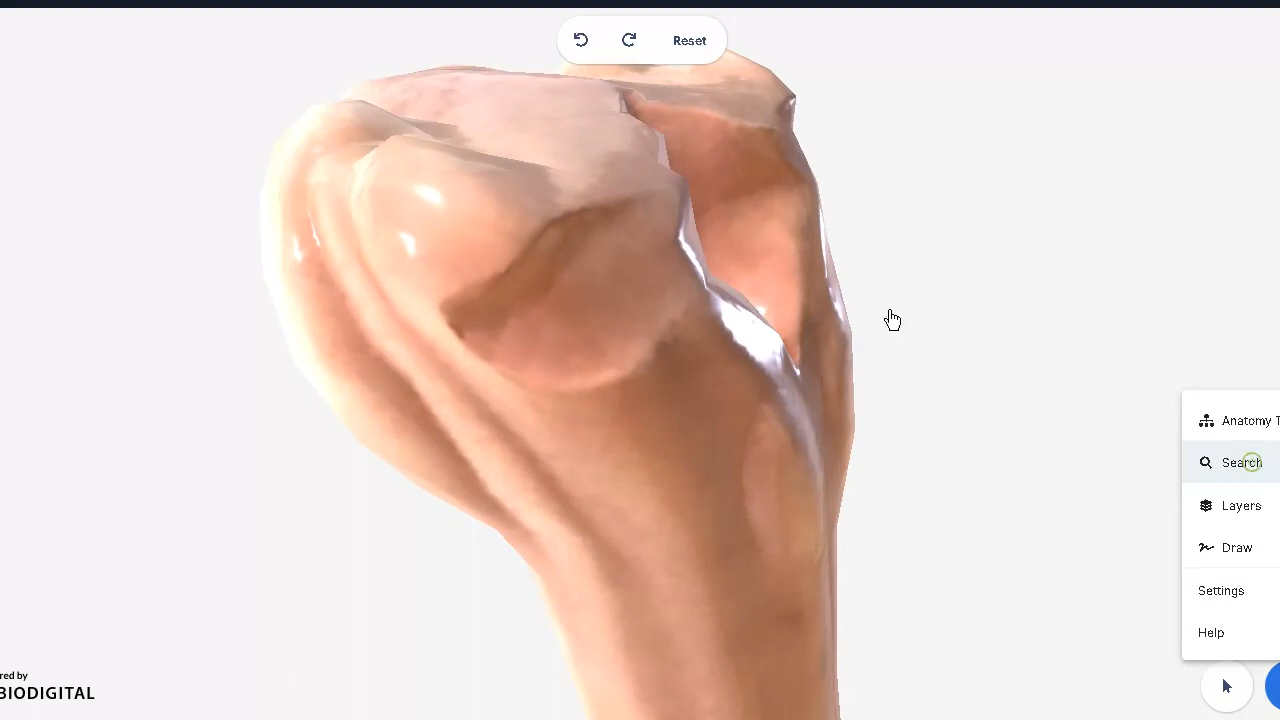 Reset
Anatomy T
Search
Layers
Draw
Settings
Help
red by
BIODIGITAL